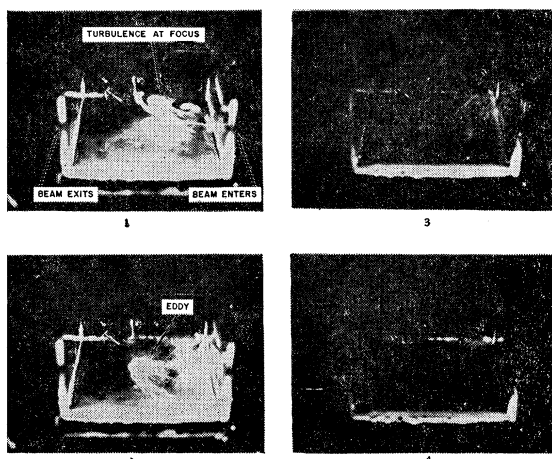 TURBULENCE AT FOCUS
BEAM EXITS
BEAM ENTERS
1
3
EDDY